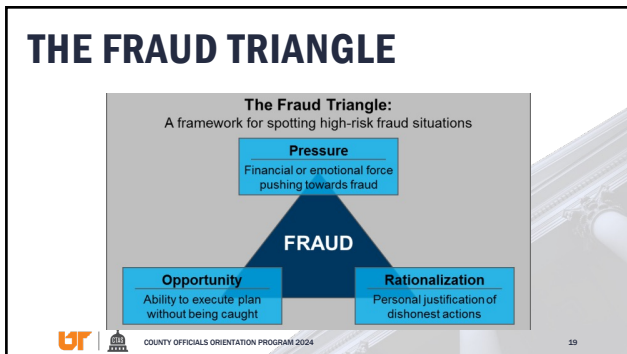 THE FRAUD TRIANGLE
The Fraud Triangle:
A framework for spotting high-risk fraud situations
Pressure
Financial or emotional force
pushing towards fraud
FRAUD
Opportunity
Ability to execute plan
without being caught
Rationalization
Personal justification of
dishonest actions
UT
CTAS
COUNTY OFFICIALS ORIENTATION PROGRAM 2024
19